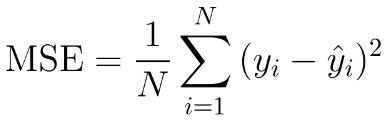 MSE = \frac{1}{N} \sum_{i=1}^{N} (y_i - \hat{y}_i)^2